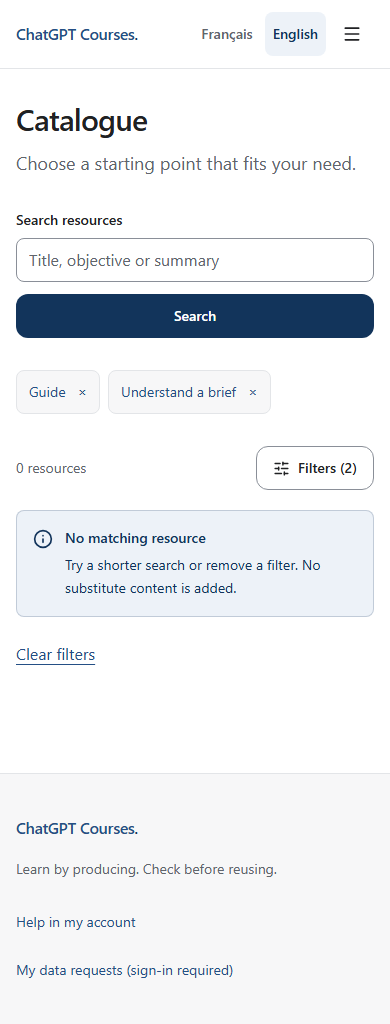 ChatGPT Courses.
Français
English
Catalogue
Choose a starting point that fits your need.
Search resources
Title, objective or summary
Search
Guide ×
Understand a brief ×
0 resources
Filters (2)
No matching resource
Try a shorter search or remove a filter. No
substitute content is added.
Clear filters
ChatGPT Courses.
Learn by producing. Check before reusing.
Help in my account
My data requests (sign-in required)